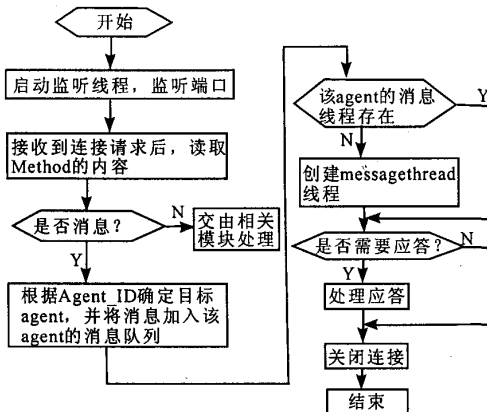 开始
启动监听线程，监听端口
接收到连接请求后，读取
Method的内容
是否消息？
N
交由相关
模块处理
Y
根据Agent_ID确定目标
agent，并将消息加入该
agent的消息队列
该agent的消息
线程存在
Y
N
创建messagethread
线程
是否需要应答？
N
Y
处理应答
关闭连接
结束